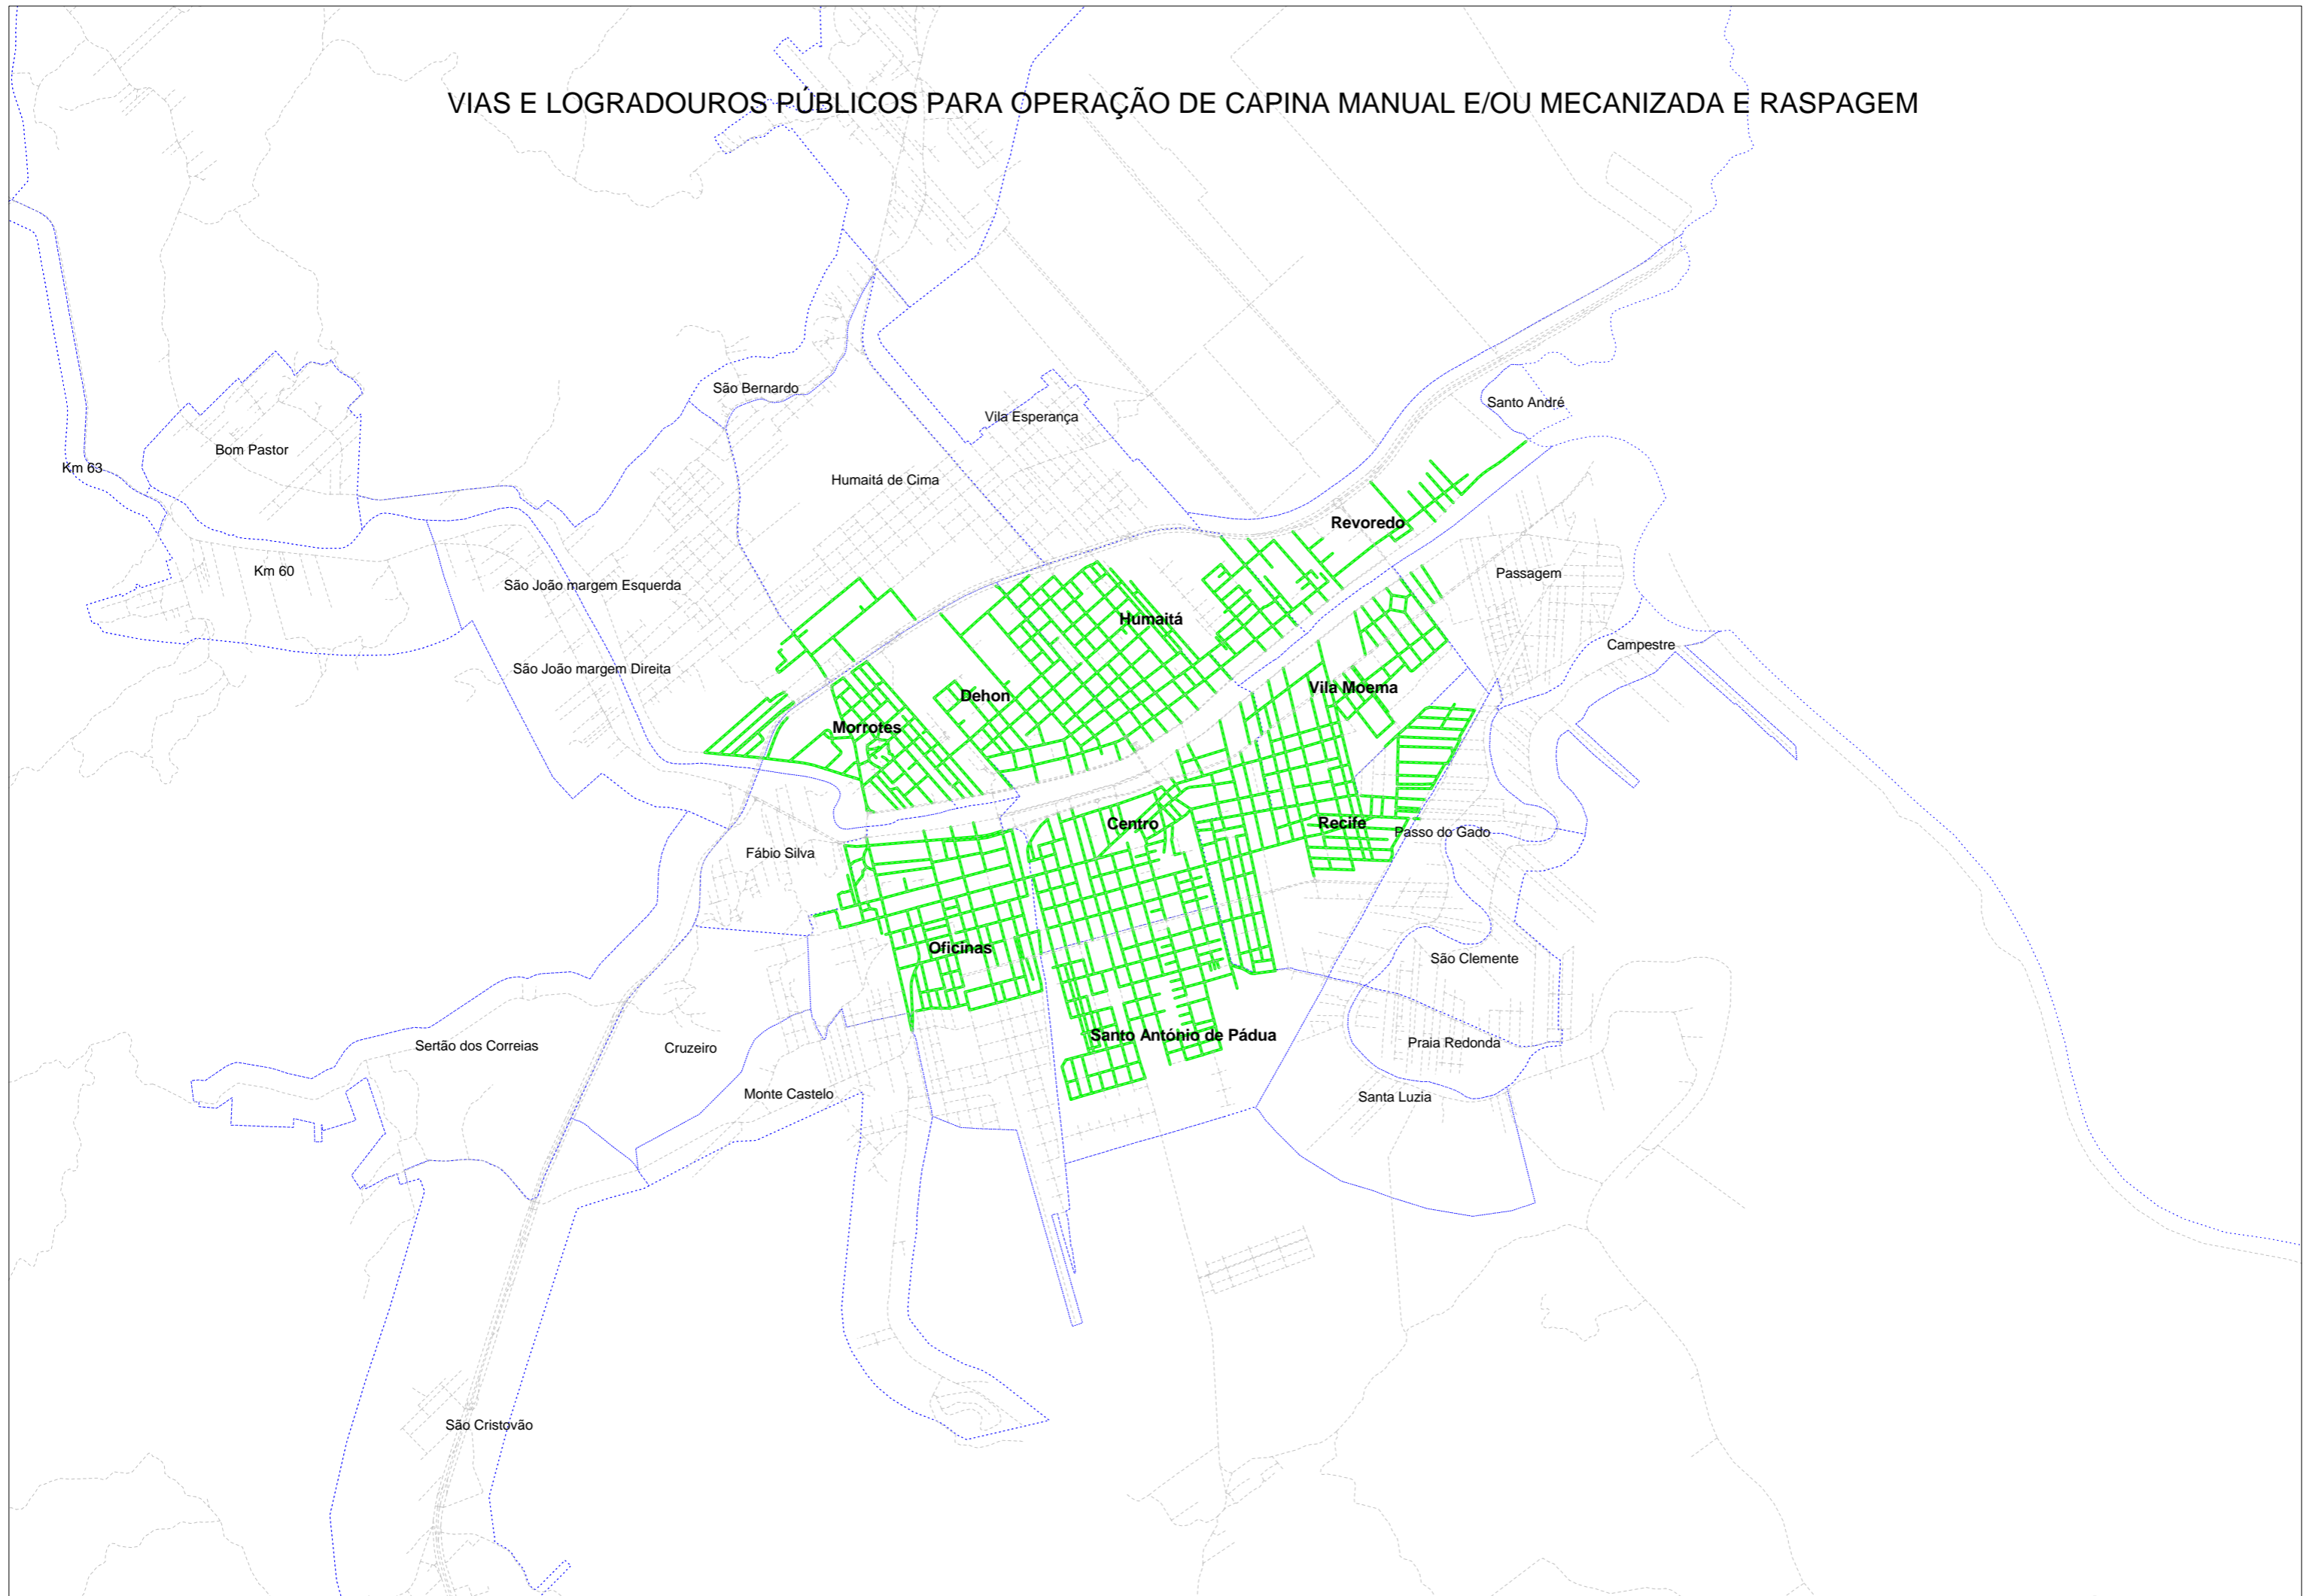 VIAS E LOGRADOUROS PÚBLICOS PARA OPERAÇÃO DE CAPINA MANUAL E/OU MECANIZADA E RASPAGEM
São Bernardo
Santo André
Vila Esperança
Bom Pastor
Km 63
Humaitá de Cima
Revoredo
Km 60
Passagem
São João margem Esquerda
Humaitá
Campestre
São João margem Direita
Vila Moema
Dehon
Morrotes
Centro
Recife
Passo do Gado
Fábio Silva
Oficinas
São Clemente
Santo António de Pádua
Praia Redonda
Sertão dos Correias
Cruzeiro
Monte Castelo
Santa Luzia
São Cristovão